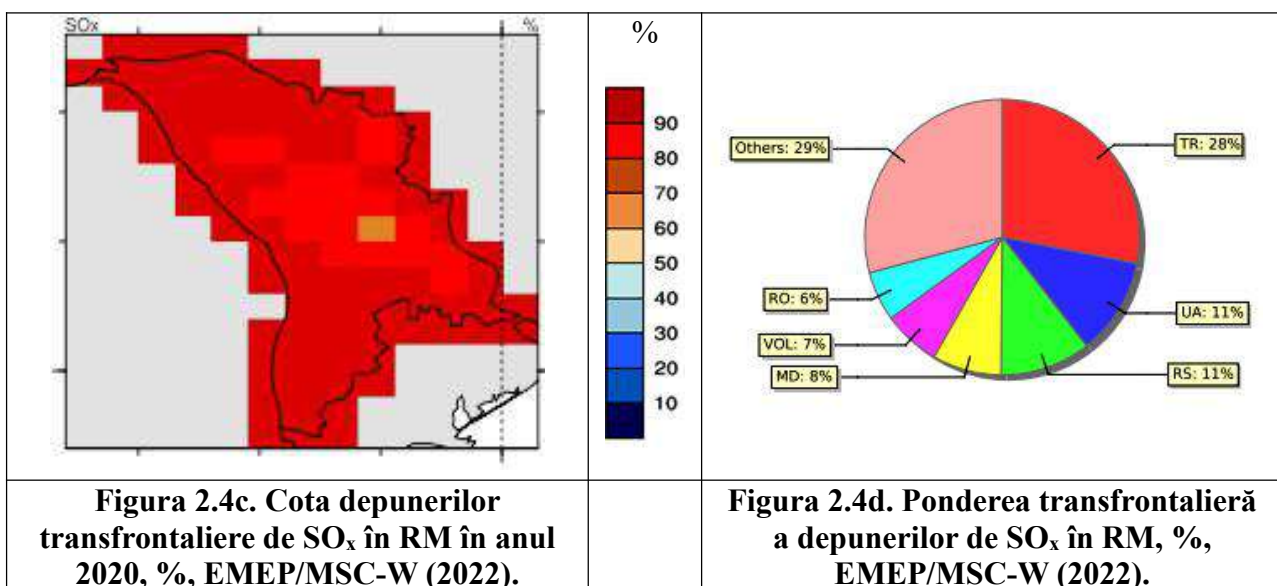 SOx %
%
90
80
70
60
50
40
30
20
10
Others: 29%
TR: 28%
RO: 6%
UA: 11%
VOL: 7%
RS: 11%
MD: 8%
Figura 2.4c. Cota depunerilor
transfrontaliere de SOₓ în RM în anul
2020, %, EMEP/MSC-W (2022).
Figura 2.4d. Ponderea transfrontalieră
a depunerilor de SOₓ în RM, %,
EMEP/MSC-W (2022).